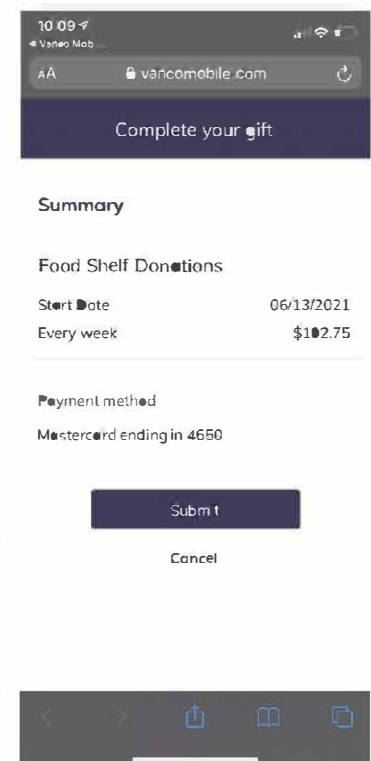 10:09
◀ Vanco Mob...
AA vancomobile.com
Complete your gift
Summary
Food Shelf Donations
Start Date 06/13/2021
Every week $102.75
Payment method
Mastercard ending in 4650
Submit
Cancel